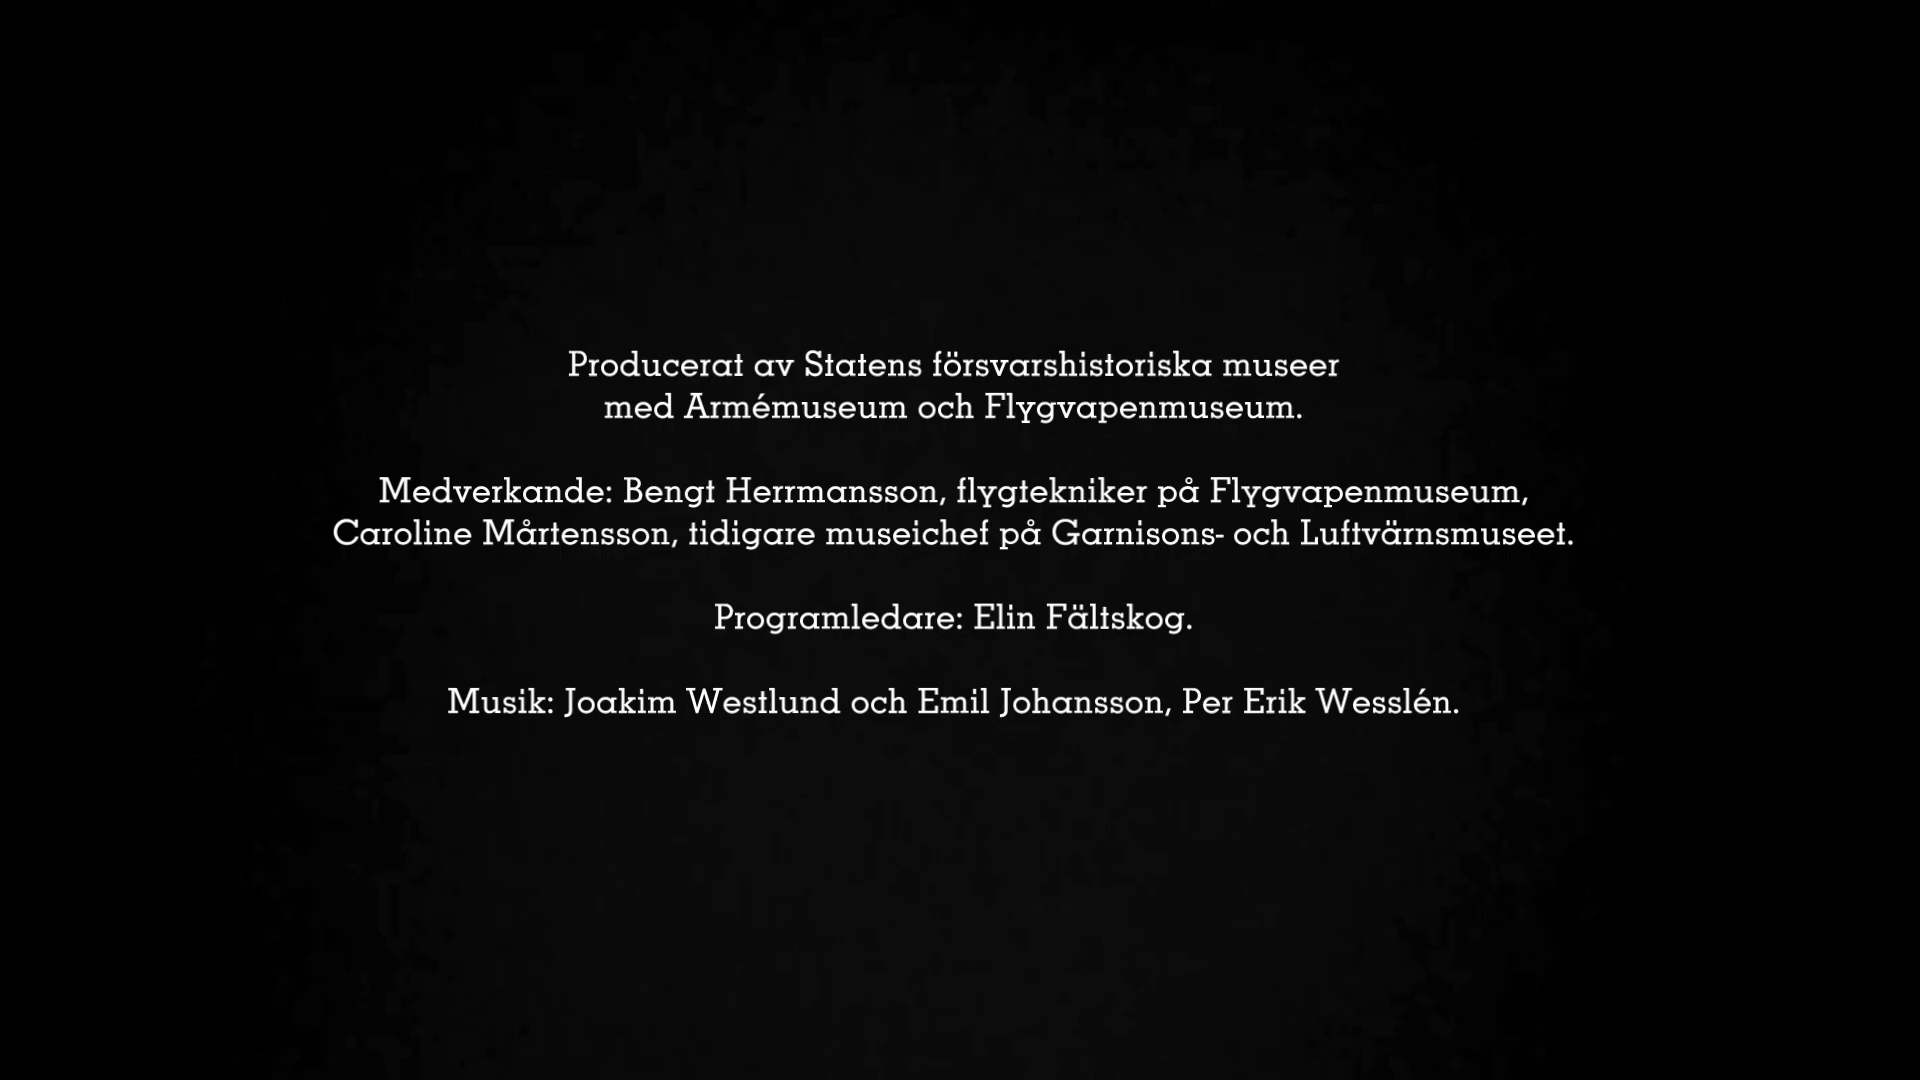 Producerat av Statens försvarshistoriska museer
med Armémuseum och Flygvapenmuseum.
Medverkande: Bengt Herrmansson, flygtekniker på Flygvapenmuseum,
Caroline Mårtensson, tidigare museichef på Garnisons- och Luftvärnsmuseet.
Programledare: Elin Fältskog.
Musik: Joakim Westlund och Emil Johansson, Per Erik Wesslén.